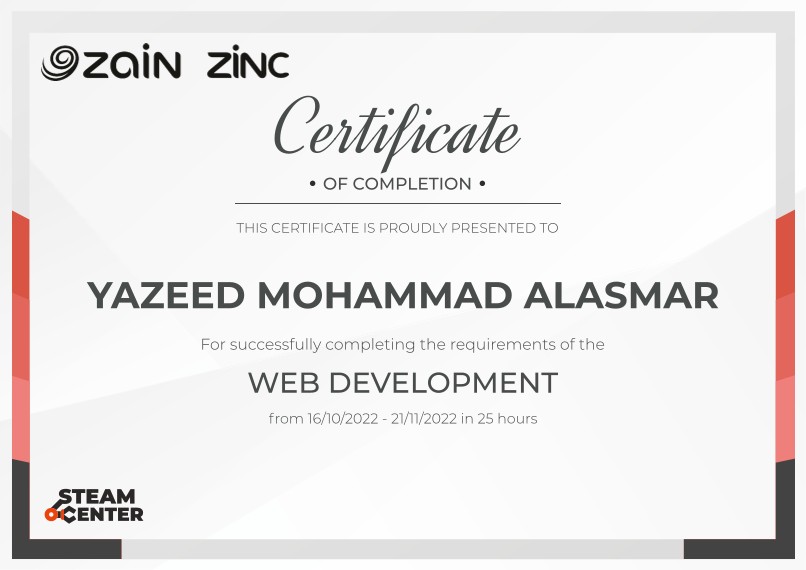 zain ZINC
Certificate
• OF COMPLETION •
THIS CERTIFICATE IS PROUDLY PRESENTED TO
YAZEED MOHAMMAD ALASMAR
For successfully completing the requirements of the
WEB DEVELOPMENT
from 16/10/2022 - 21/11/2022 in 25 hours
STEAM
CENTER